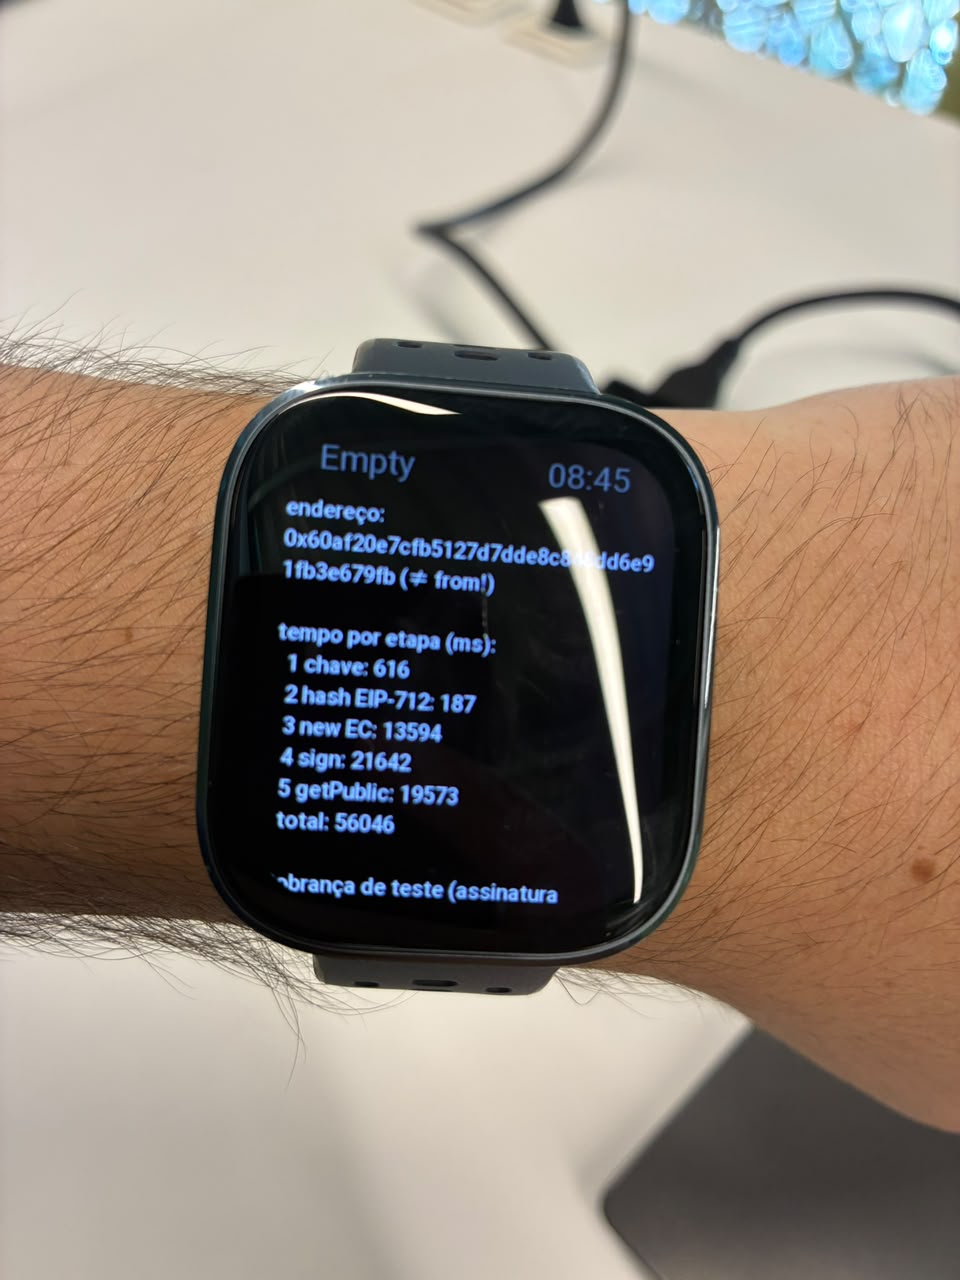 Empty
08:45
endereço:
1fb3e679fb (≠ from!)
tempo por etapa (ms):
1 chave: 616
2 hash EIP-712: 187
3 new EC: 13594
4 sign: 21642
5 getPublic: 19573
total: 56046
de teste (assinatura